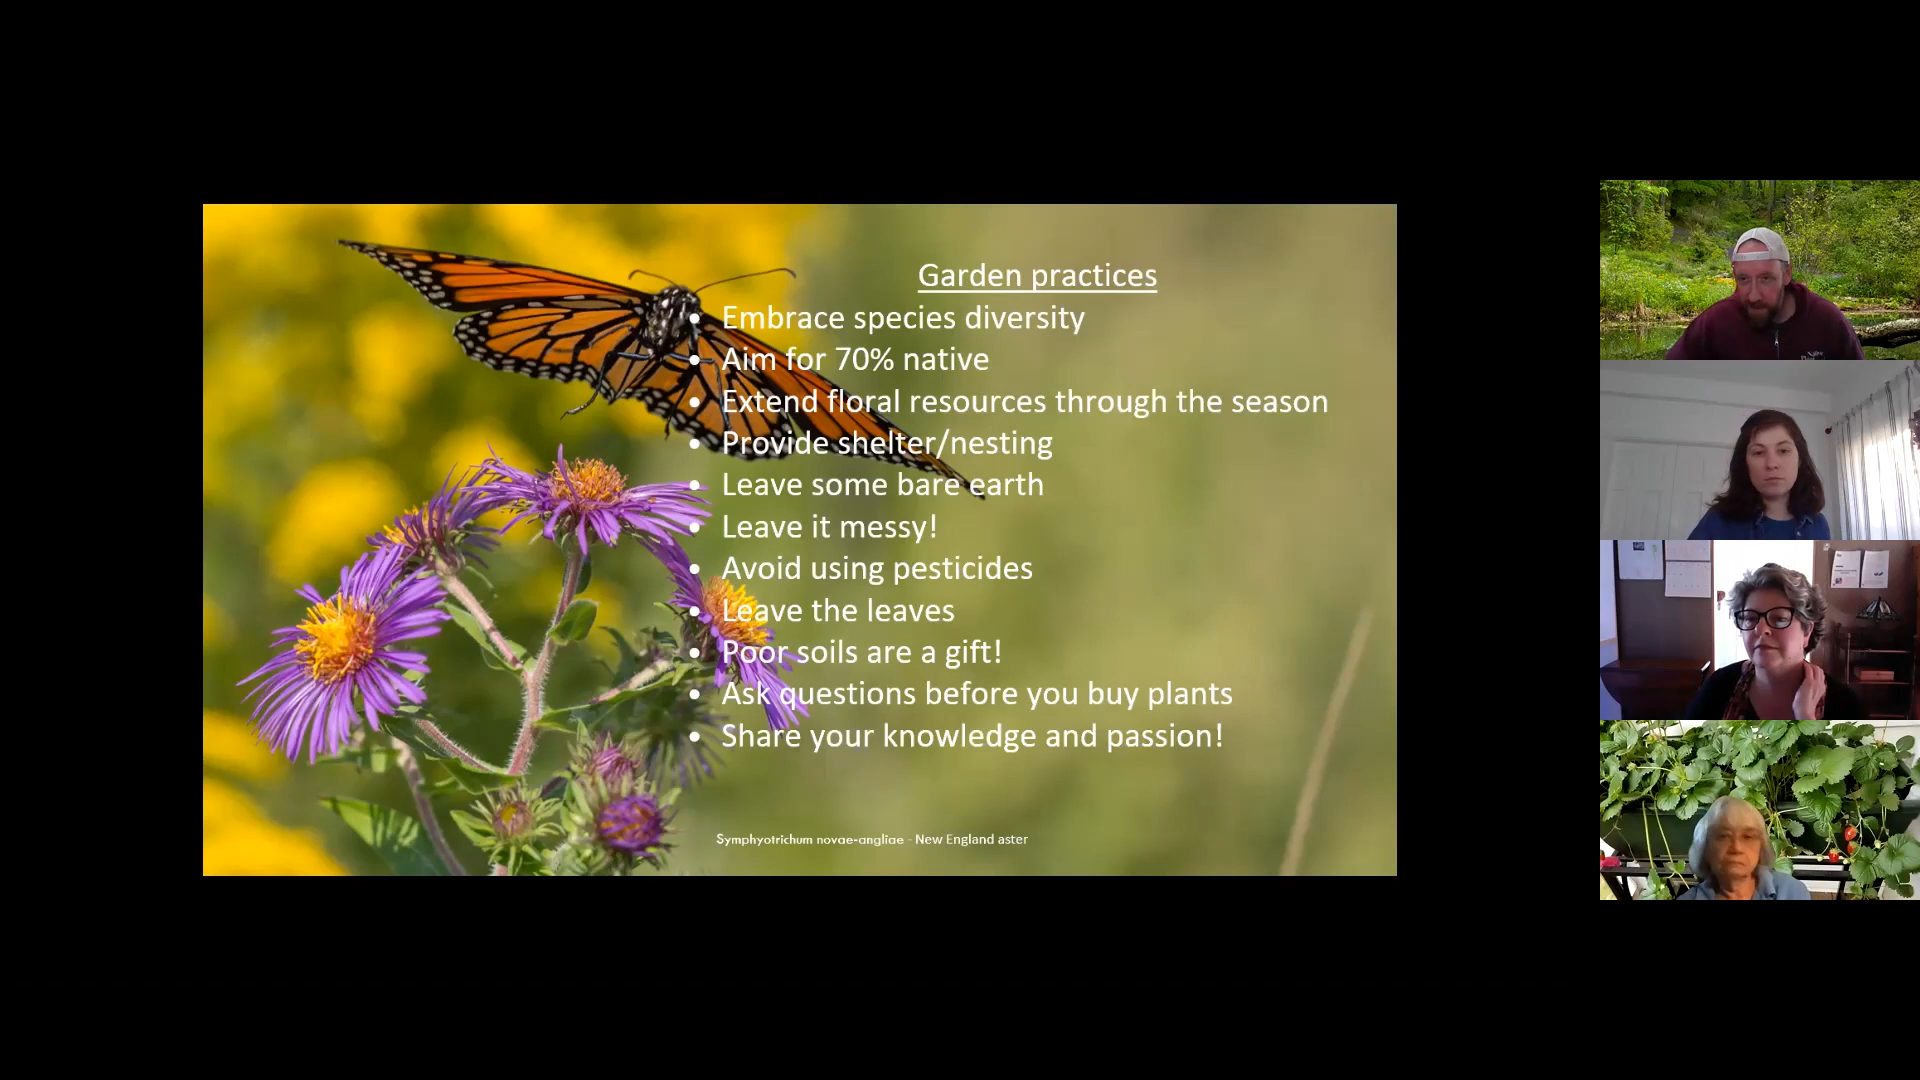 Garden practices
• Embrace species diversity
• Aim for 70% native
• Extend floral resources through the season
• Provide shelter/nesting
• Leave some bare earth
• Leave it messy!
• Avoid using pesticides
• Leave the leaves
• Poor soils are a gift!
• Ask questions before you buy plants
• Share your knowledge and passion!
Symphyotrichum novae-angliae - New England aster